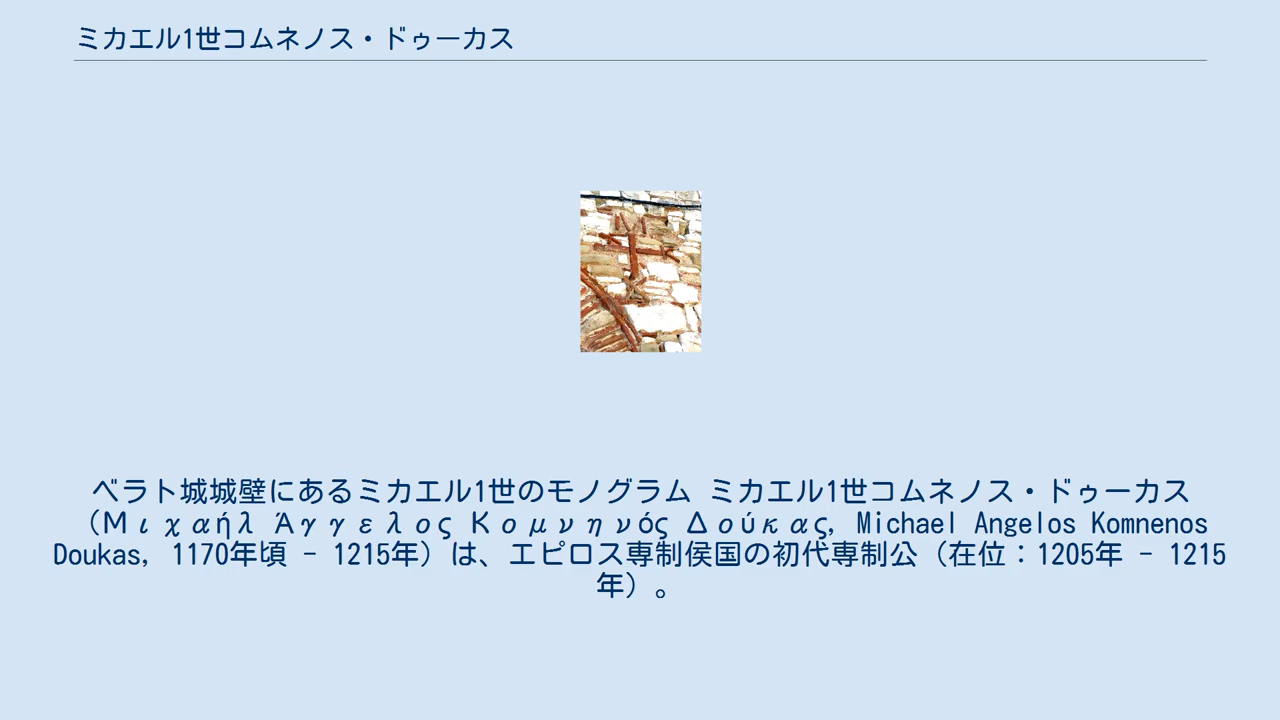 ミカエル1世コムネノス・ドゥーカス
ベラト城城壁にあるミカエル1世のモノグラム ミカエル1世コムネノス・ドゥーカス
（Μιχαήλ Άγγελος Κομνηνός Δούκας, Michael Angelos Komnenos
Doukas, 1170年頃 - 1215年）は、エピロス専制侯国の初代専制公（在位：1205年 - 1215
年）。